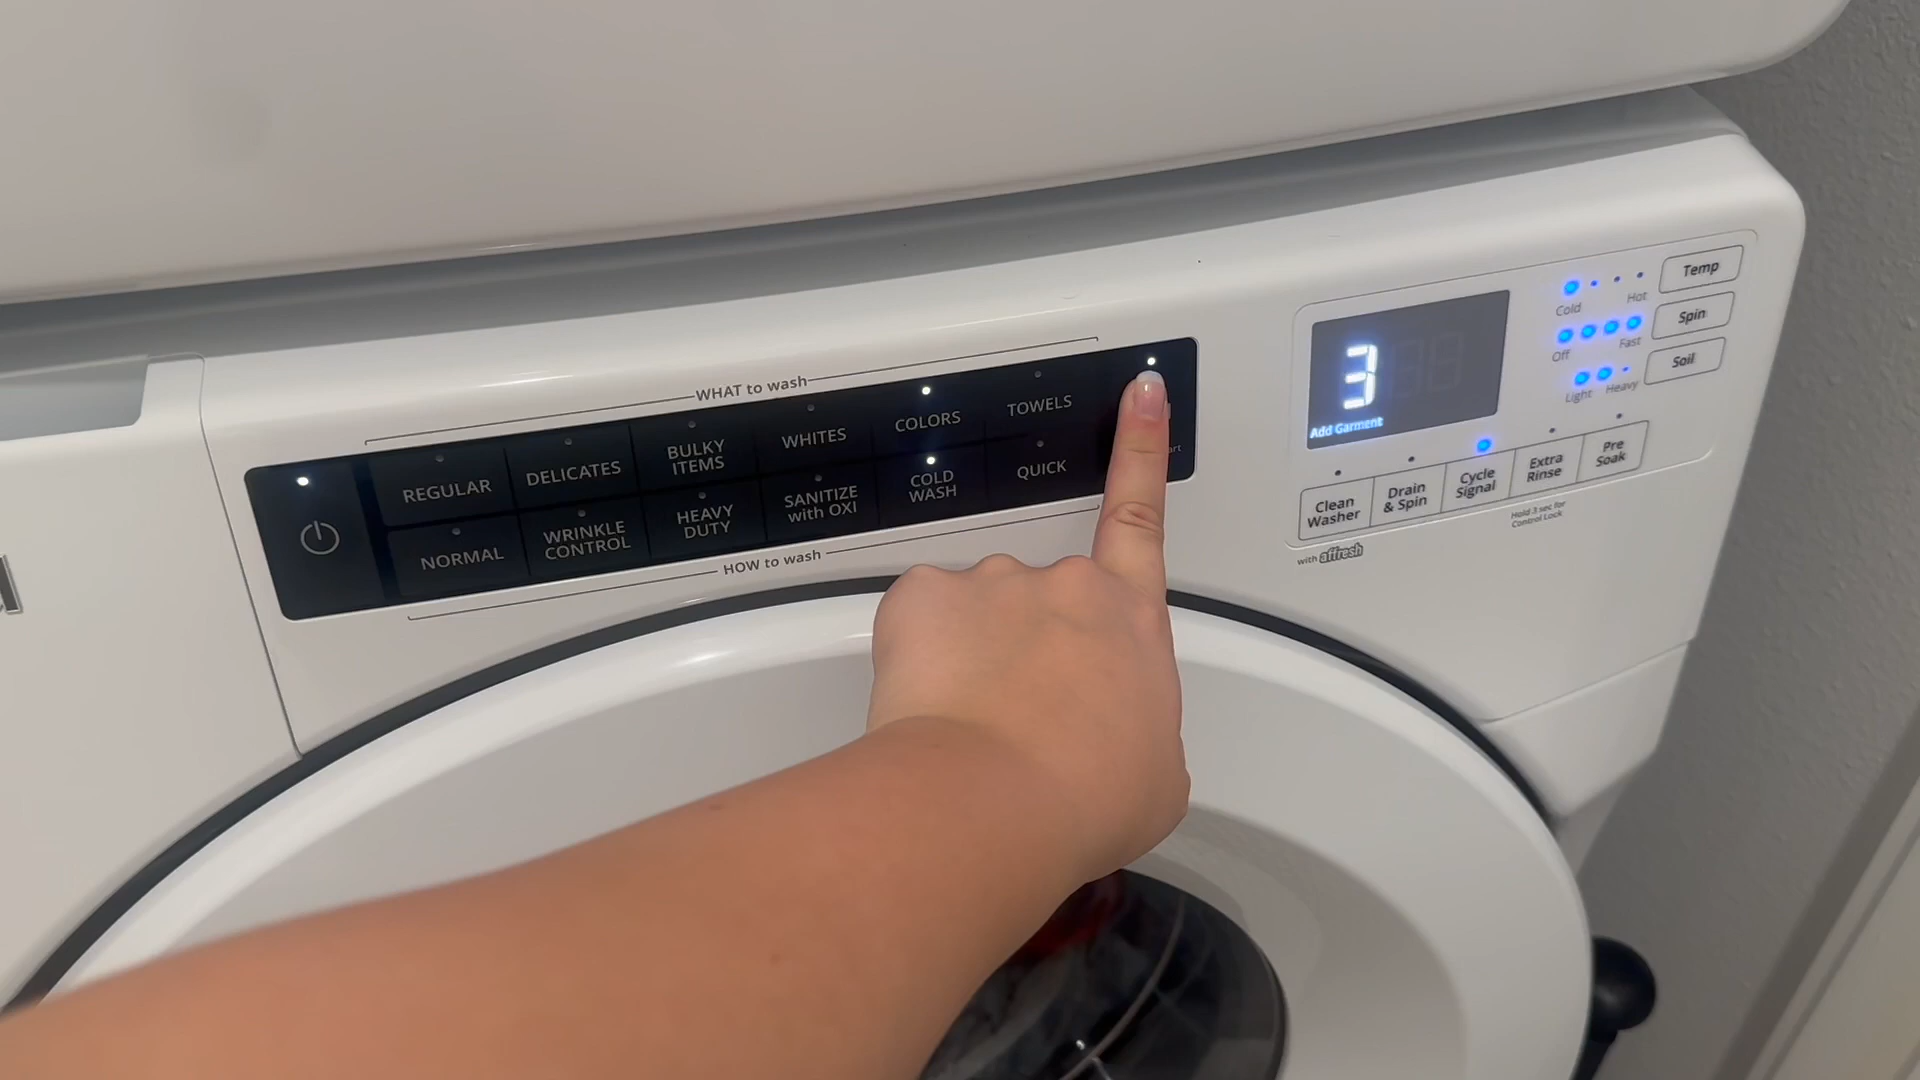 WHAT to wash
REGULAR
DELICATES
BULKY
ITEMS
WHITES
COLORS
TOWELS
NORMAL
WRINKLE
CONTROL
HEAVY
DUTY
SANITIZE
with OXI
COLD
WASH
QUICK
HOW to wash
3
Add Garment
Cold
Hot
Temp
Off
Fast
Spin
Light
Heavy
Soil
Clean
Washer
Drain
& Spin
Cycle
Signal
Extra
Rinse
Pre
Soak
Hold 3 sec for
Control Lock
with affresh